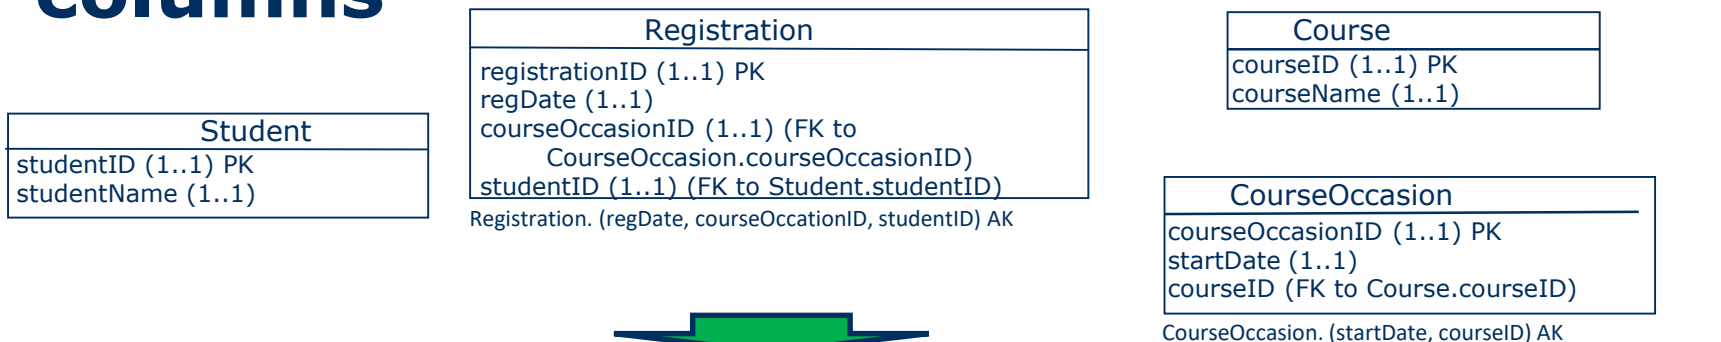 columns
Student
studentID (1..1) PK
studentName (1..1)
Registration
registrationID (1..1) PK
regDate (1..1)
courseOccasionID (1..1) (FK to
CourseOccasion.courseOccasionID)
studentID (1..1) (FK to Student.studentID)
Registration. (regDate, courseOccationID, studentID) AK
Course
courseID (1..1) PK
courseName (1..1)
CourseOccasion
courseOccasionID (1..1) PK
startDate (1..1)
courseID (FK to Course.courseID)
CourseOccasion. (startDate, courseID) AK